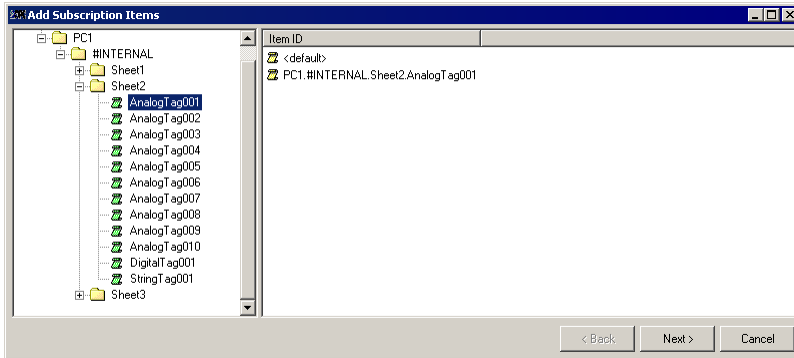 Add Subscription Items
PC1
#INTERNAL
Sheet1
Sheet2
AnalogTag001
AnalogTag002
AnalogTag003
AnalogTag004
AnalogTag005
AnalogTag006
AnalogTag007
AnalogTag008
AnalogTag009
AnalogTag010
DigitalTag001
StringTag001
Sheet3
Item ID
<default>
PC1.#INTERNAL.Sheet2.AnalogTag001
< Back
Next >
Cancel